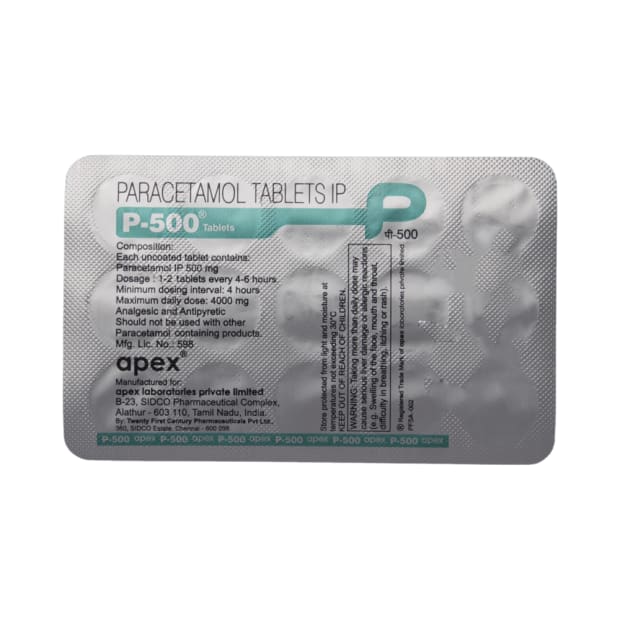 PARACETAMOL TABLETS IP
P-500® Tablets
पी-500
Composition:
Each uncoated tablet contains:
Paracetamol IP 500 mg
Dosage : 1-2 tablets every 4-6 hours.
Minimum dosing interval: 4 hours
Maximum daily dose: 4000 mg
Analgesic and Antipyretic
Should not be used with other
Paracetamol containing products.
Mfg. Lic. No.: 598
apex®
Manufactured for:
apex laboratories private limited
B-23, SIDCO Pharmaceutical Complex,
Alathur - 603 110, Tamil Nadu, India.
By: Twenty First Century Pharmaceuticals Pvt Ltd.,
360, SIDCO Estate, Chennai - 600 098
Store protected from light and moisture at
temperatures not exceeding 30°C
KEEP OUT OF REACH OF CHILDREN.
WARNING: Taking more than daily dose may
cause serious liver damage or allergic reactions
(e.g. Swelling of the face, mouth and throat,
difficulty in breathing, itching or rash).
® Registered Trade Mark of apex laboratories private limited
PFSA-002
P-500 apex P-500 apex P-500 apex P-500 apex P-500 apex P-500 apex